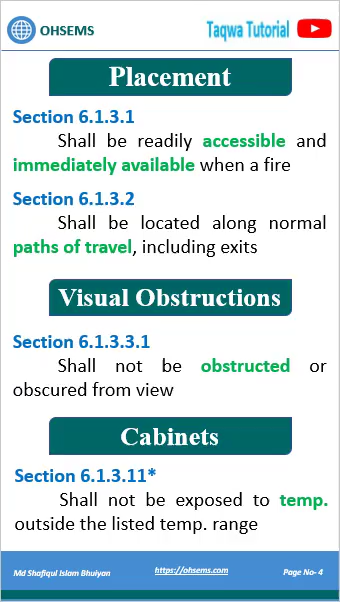 OHSEMS
Taqwa Tutorial
Placement
Section 6.1.3.1
Shall be readily accessible and
immediately available when a fire
Section 6.1.3.2
Shall be located along normal
paths of travel, including exits
Visual Obstructions
Section 6.1.3.3.1
Shall not be obstructed or
obscured from view
Cabinets
Section 6.1.3.11*
Shall not be exposed to temp.
outside the listed temp. range
Md Shafiqul Islam Bhuiyan
https://ohsems.com
Page No- 4